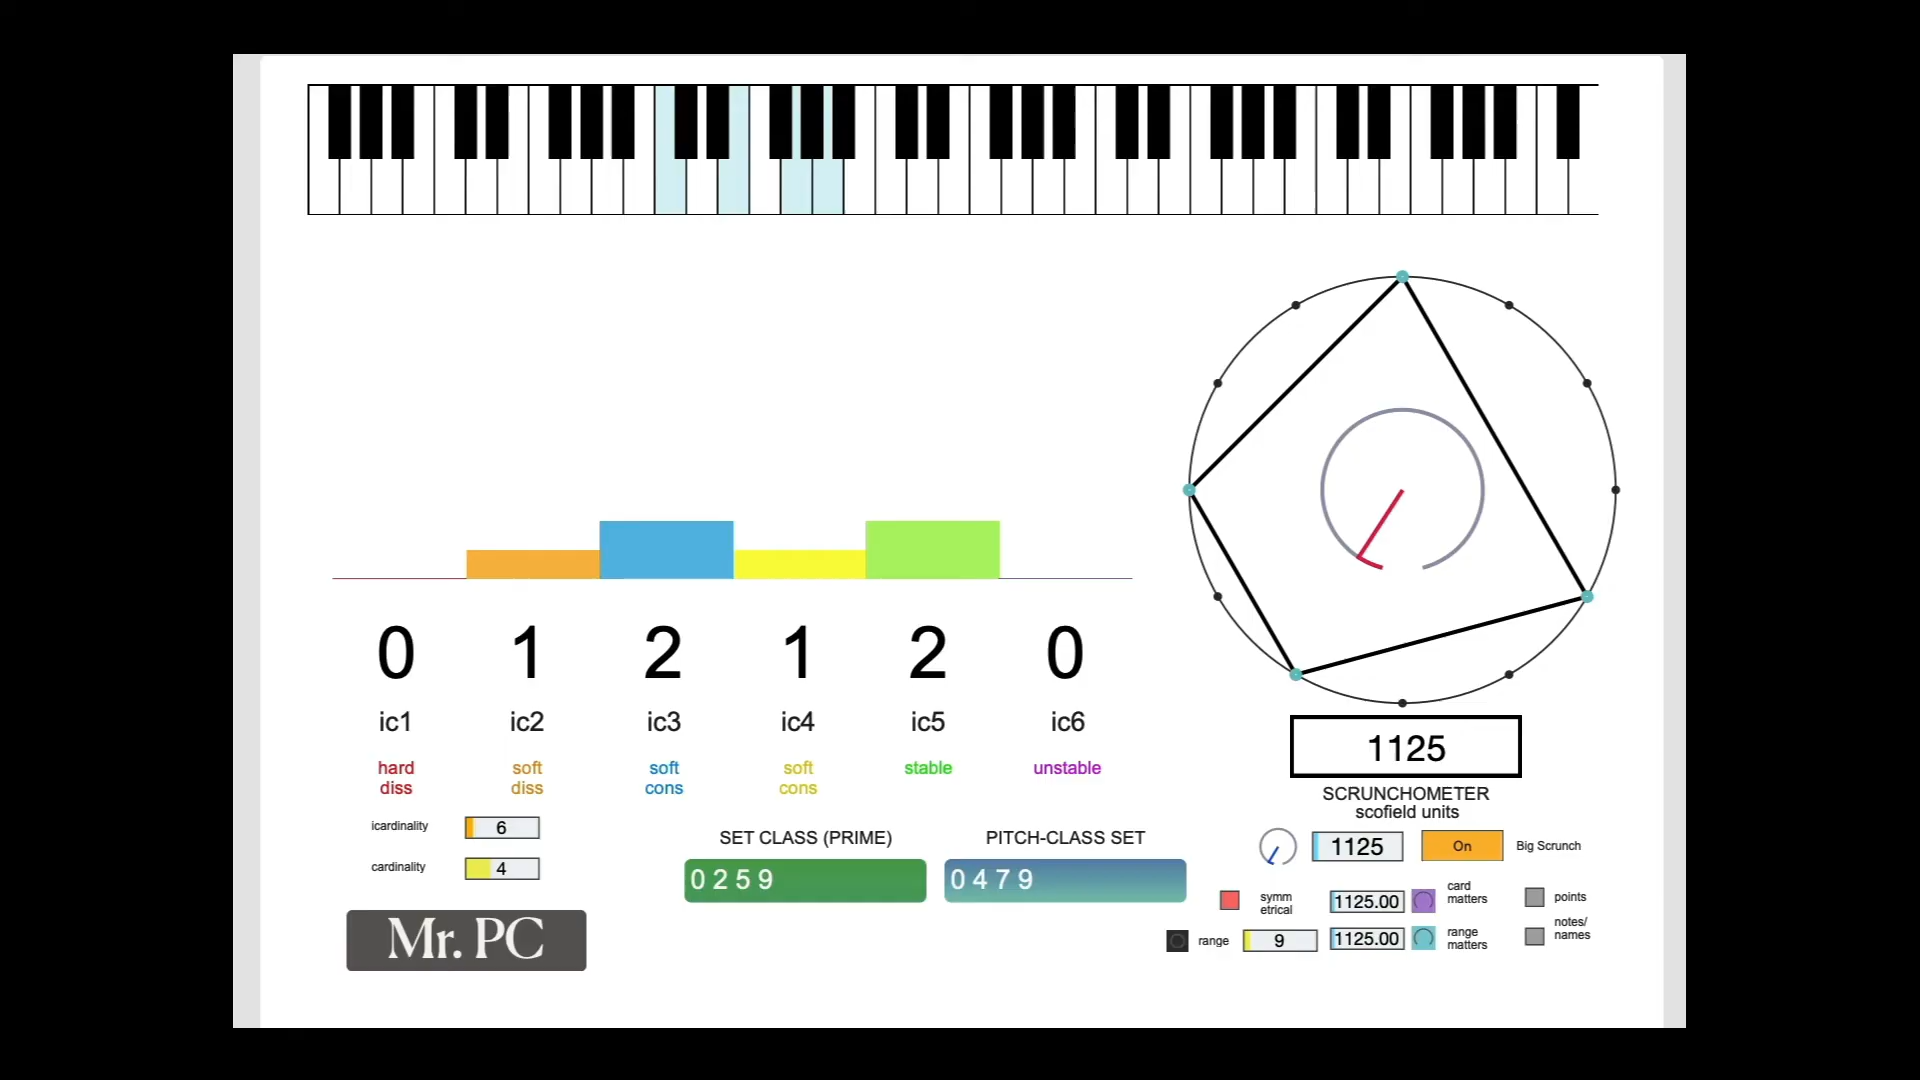 0 1 2 1 2 0
ic1 ic2 ic3 ic4 ic5 ic6
hard diss
soft diss
soft cons
soft cons
stable
unstable
icardinality 6
cardinality 4
Mr. PC
SET CLASS (PRIME)
0 2 5 9
PITCH-CLASS SET
0 4 7 9
1125
SCRUNCHOMETER
scofield units
1125 On Big Scrunch
symm
etrical
1125.00
card
matters
points
range 9 1125.00
range
matters
notes/
names